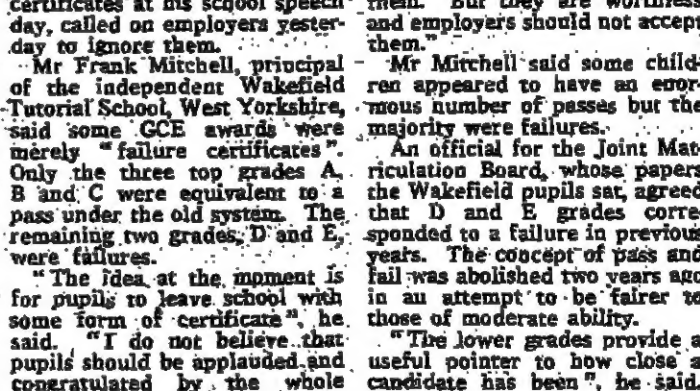 certificates at his school speech
day, called on employers yester-
day to ignore them.
Mr Frank Mitchell, principal
of the independent Wakefield
Tutorial School, West Yorkshire,
said some GCE awards were
merely "failure certificates".
Only the three top grades A,
B and C were equivalent to a
pass under the old system. The
remaining two grades, D and E,
were failures.
"The idea at the moment is
for pupils to leave school with
some form of certificate", he
said. "I do not believe that
pupils should be applauded and
congratulated by the whole
them. But they are worthless
and employers should not accept
them."
Mr Mitchell said some child-
ren appeared to have an enor-
mous number of passes but the
majority were failures.
An official for the Joint Mat-
riculation Board, whose papers
the Wakefield pupils sat, agreed
that D and E grades corre-
sponded to a failure in previous
years. The concept of pass and
fail was abolished two years ago
in an attempt to be fairer to
those of moderate ability.
"The lower grades provide a
useful pointer to how close a
candidate has been", he said